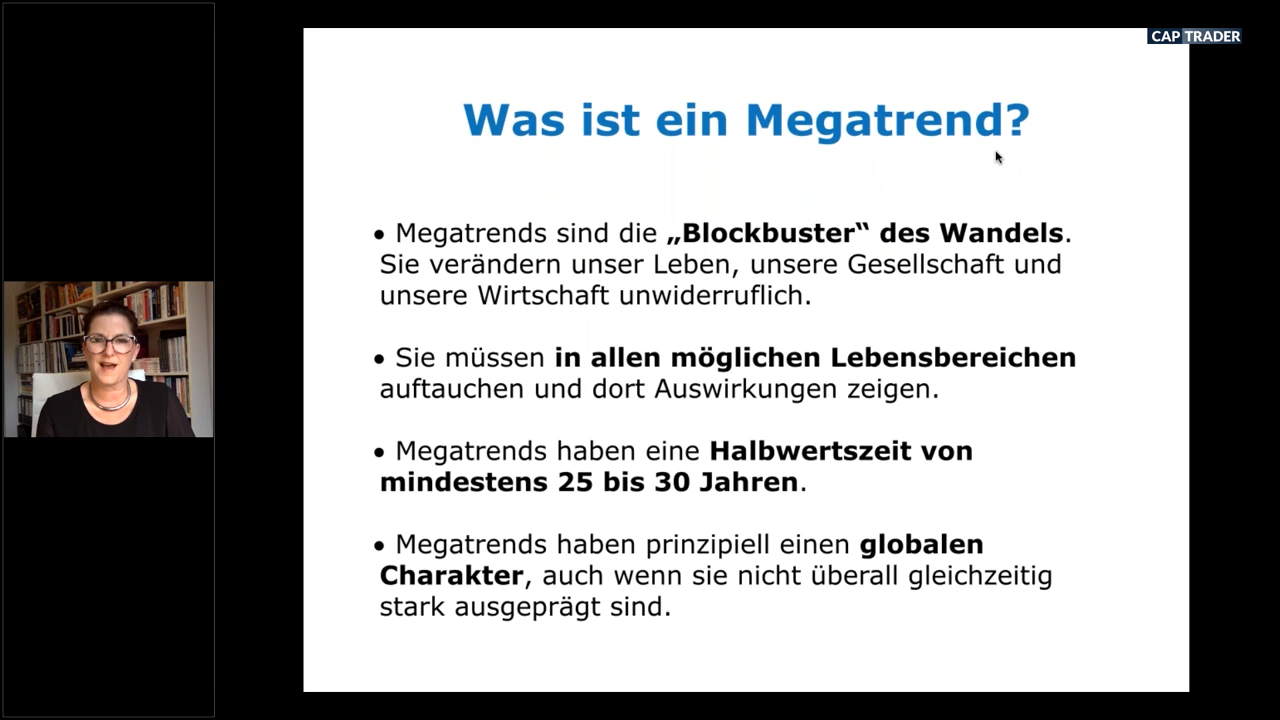 CAP TRADER
Was ist ein Megatrend?
• Megatrends sind die „Blockbuster‟ des Wandels.
Sie verändern unser Leben, unsere Gesellschaft und
unsere Wirtschaft unwiderruflich.
• Sie müssen in allen möglichen Lebensbereichen
auftauchen und dort Auswirkungen zeigen.
• Megatrends haben eine Halbwertszeit von
mindestens 25 bis 30 Jahren.
• Megatrends haben prinzipiell einen globalen
Charakter, auch wenn sie nicht überall gleichzeitig
stark ausgeprägt sind.